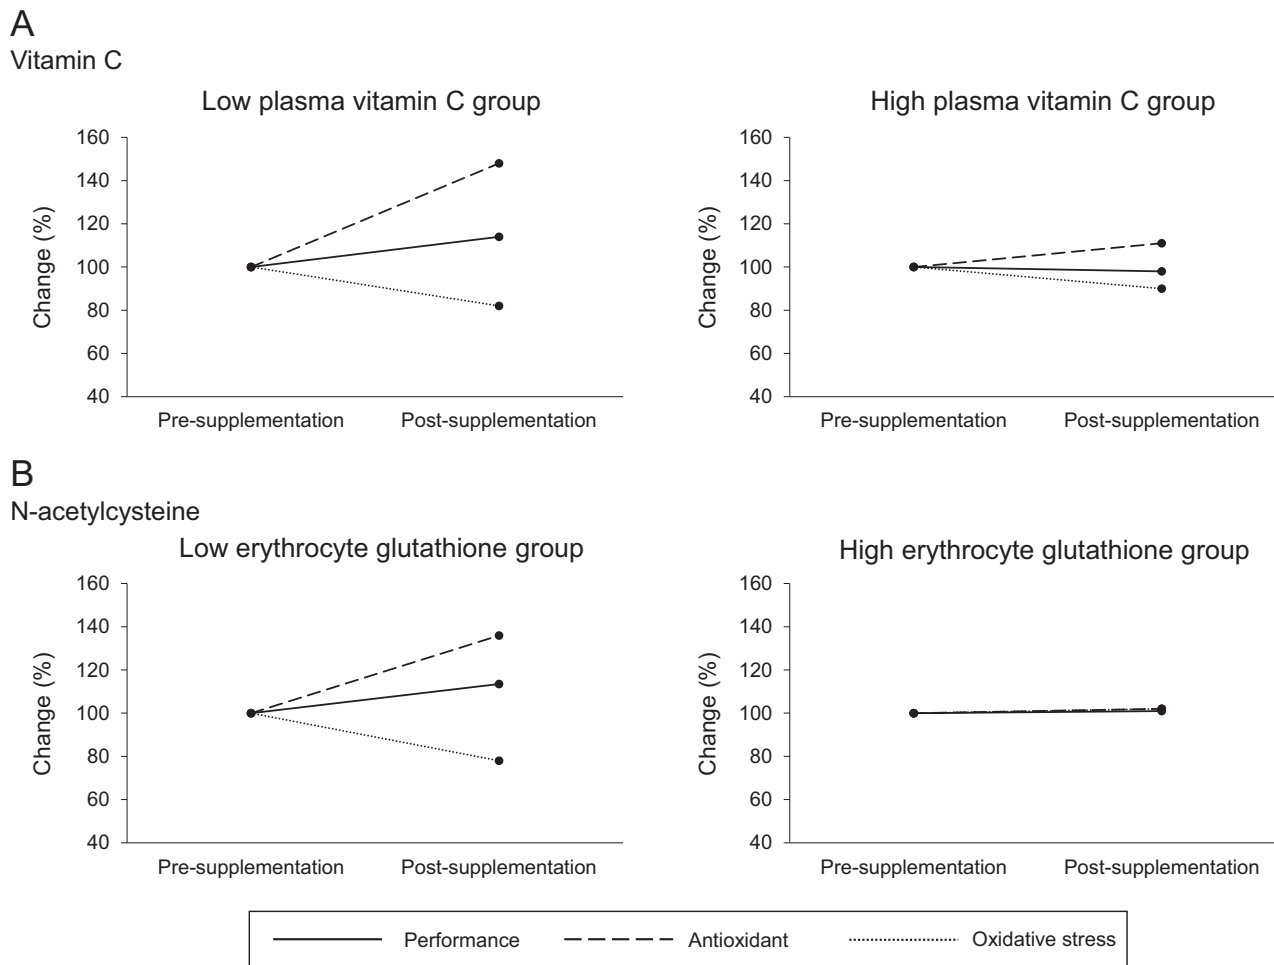 A
Vitamin C
Low plasma vitamin C group
High plasma vitamin C group
Change (%)
160
140
120
100
80
60
40
Pre-supplementation
Post-supplementation
Change (%)
160
140
120
100
80
60
40
Pre-supplementation
Post-supplementation
B
N-acetylcysteine
Low erythrocyte glutathione group
High erythrocyte glutathione group
Change (%)
160
140
120
100
80
60
40
Pre-supplementation
Post-supplementation
Change (%)
160
140
120
100
80
60
40
Pre-supplementation
Post-supplementation
Performance
Antioxidant
Oxidative stress